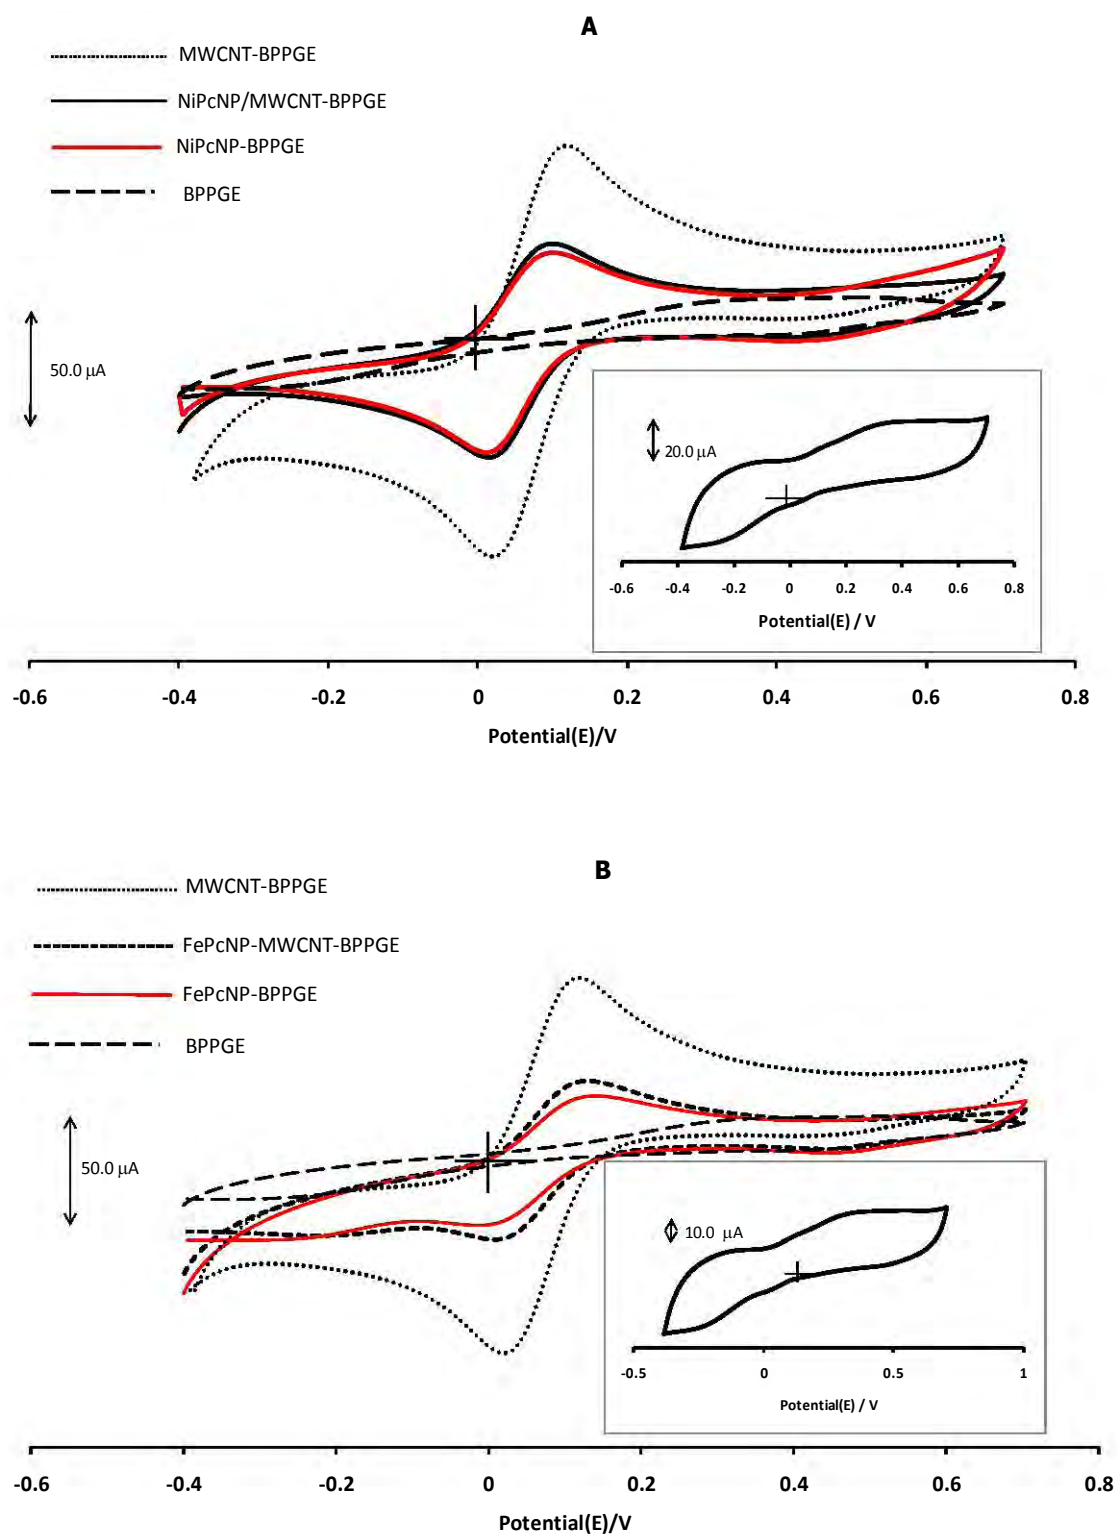 A
MWCNT-BPPGE
NiPcNP/MWCNT-BPPGE
NiPcNP-BPPGE
BPPGE
50.0 µA
20.0 µA
-0.6 -0.4 -0.2 0 0.2 0.4 0.6 0.8
Potential(E) / V
-0.6 -0.4 -0.2 0 0.2 0.4 0.6 0.8
Potential(E)/V
B
MWCNT-BPPGE
FePcNP-MWCNT-BPPGE
FePcNP-BPPGE
BPPGE
50.0 µA
10.0 µA
-0.5 0 0.5 1
Potential(E) / V
-0.6 -0.4 -0.2 0 0.2 0.4 0.6 0.8
Potential(E)/V